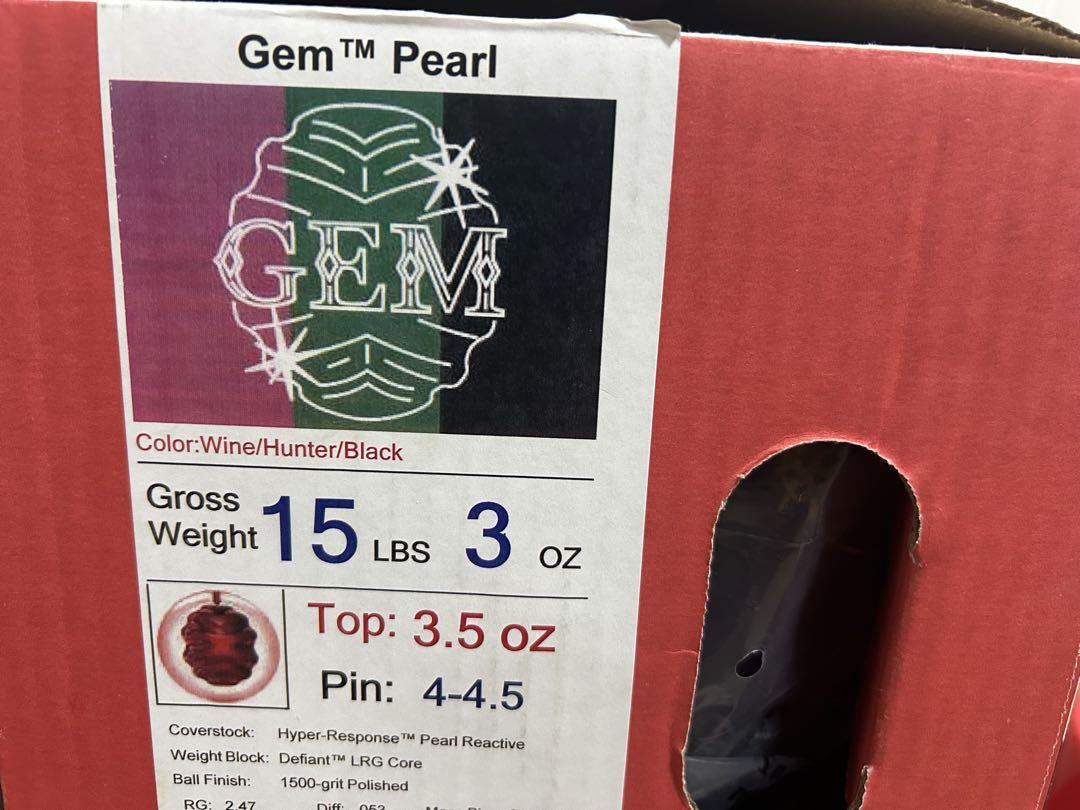 Gem™ Pearl
GEM
Color:Wine/Hunter/Black
Gross Weight 15 LBS 3 oz
Top: 3.5 oz
Pin: 4-4.5
Coverstock: Hyper-Response™ Pearl Reactive
Weight Block: Defiant™ LRG Core
Ball Finish: 1500-grit Polished
RG: 2.47 Diff: .053